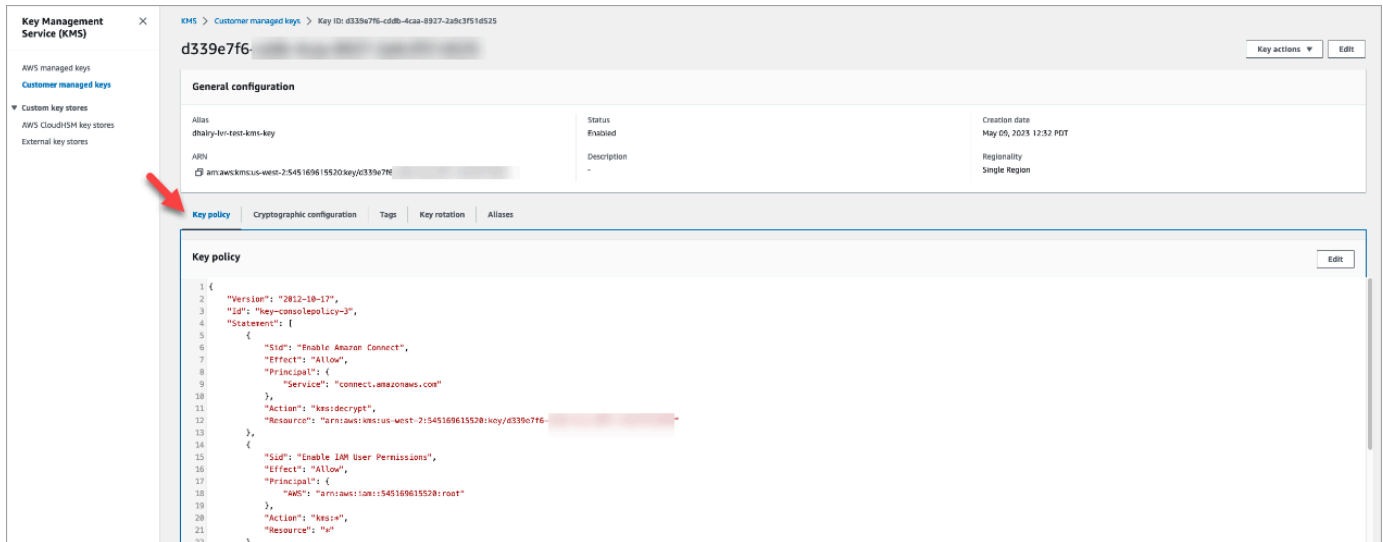 Key Management
Service (KMS)
AWS managed keys
Customer managed keys
Custom key stores
AWS CloudHSM key stores
External key stores
KMS > Customer managed keys > Key ID: d339e7f6-cddb-4caa-8927-2a9c3f51d525
d339e7f6-
Key actions
Edit
General configuration
Alias
dhairy-lvr-test-kms-key
Status
Enabled
Creation date
May 09, 2023 12:32 PDT
ARN
arn:aws:kms:us-west-2:545169615520:key/d339e7f6
Description
-
Regionality
Single Region
Key policy
Cryptographic configuration
Tags
Key rotation
Aliases
Key policy
Edit
1 {
2 "Version": "2012-10-17",
3 "Id": "key-consolepolicy-3",
4 "Statement": [
5 {
6 "Sid": "Enable Amazon Connect",
7 "Effect": "Allow",
8 "Principal": {
9 "Service": "connect.amazonaws.com"
10 },
11 "Action": "kms:decrypt",
12 "Resource": "arn:aws:kms:us-west-2:545169615520:key/d339e7f6- "
13 },
14 {
15 "Sid": "Enable IAM User Permissions",
16 "Effect": "Allow",
17 "Principal": {
18 "AWS": "arn:aws:iam::545169615520:root"
19 },
20 "Action": "kms:*",
21 "Resource": "*"
22 }